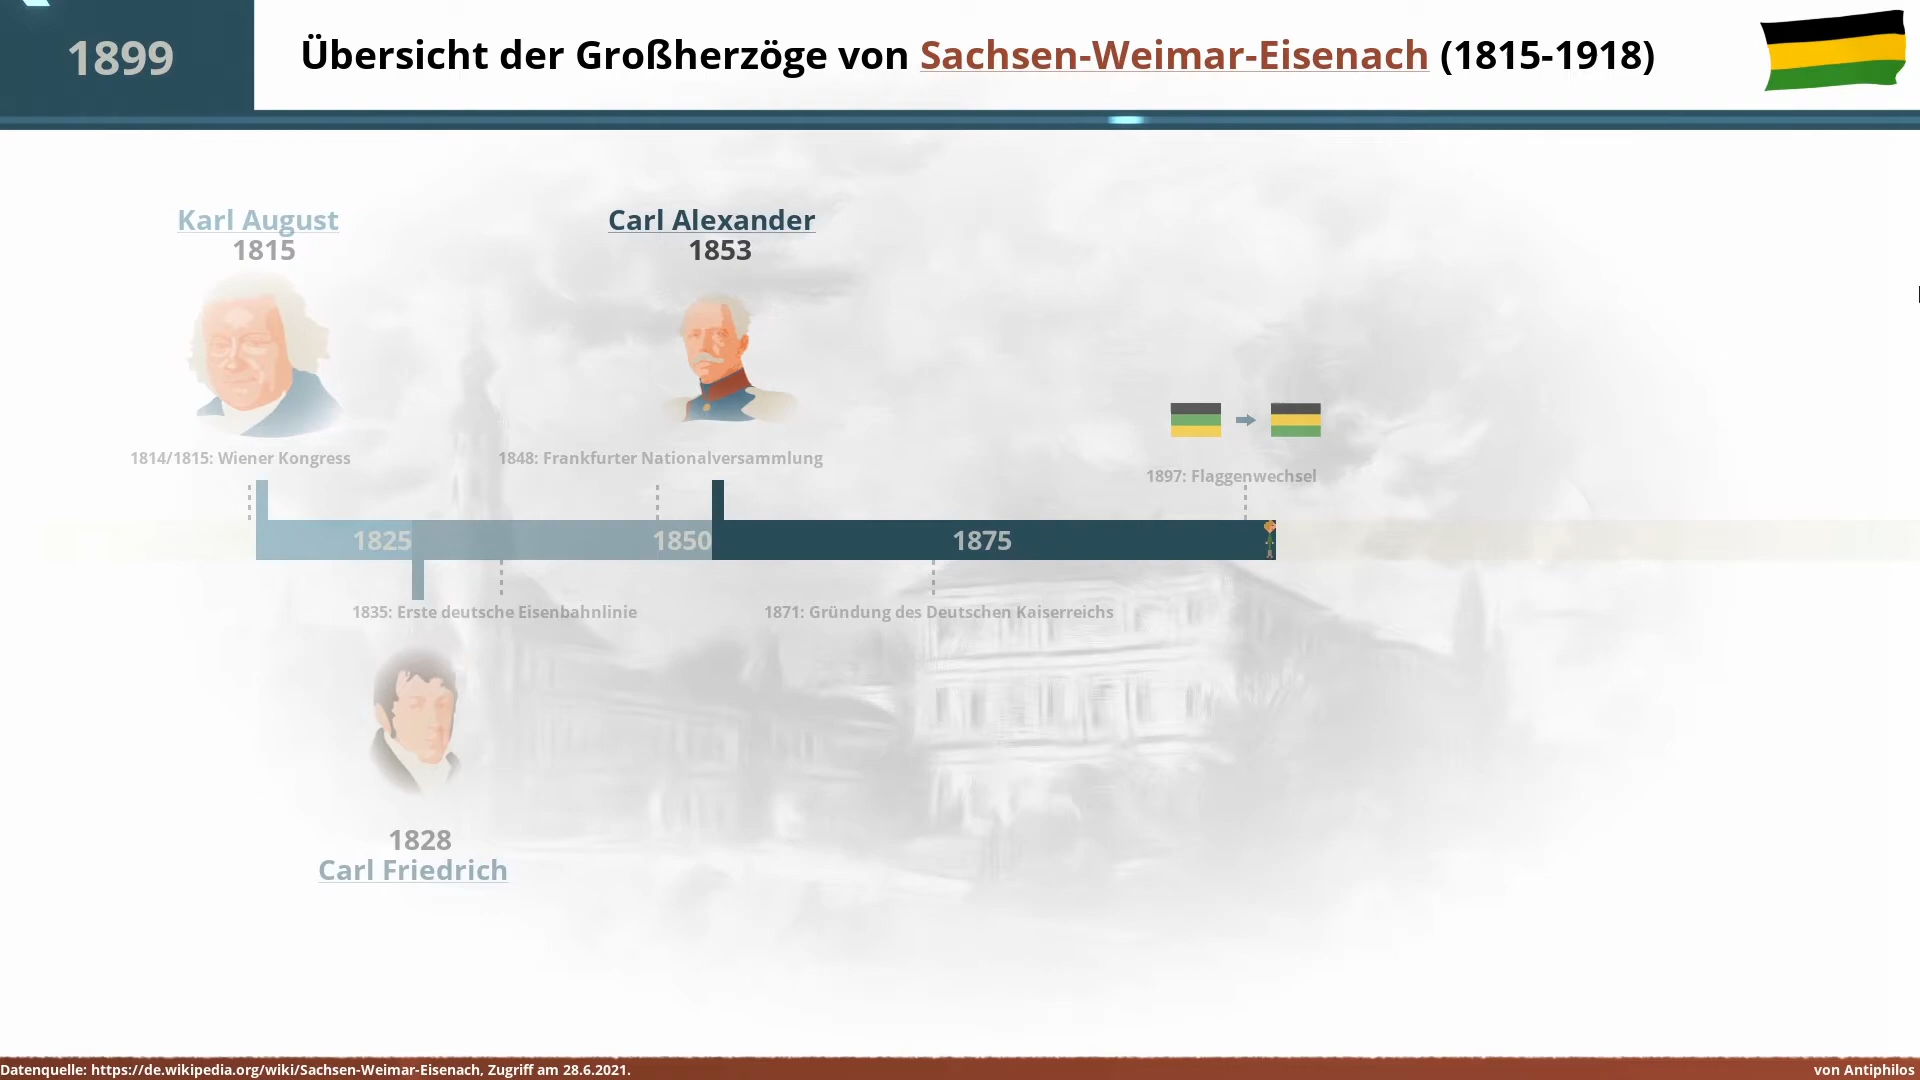 1899
Übersicht der Großherzöge von Sachsen-Weimar-Eisenach (1815-1918)
Karl August
1815
Carl Alexander
1853
1814/1815: Wiener Kongress
1848: Frankfurter Nationalversammlung
1897: Flaggenwechsel
1825
1850
1875
1835: Erste deutsche Eisenbahnlinie
1871: Gründung des Deutschen Kaiserreichs
1828
Carl Friedrich
Datenquelle: https://de.wikipedia.org/wiki/Sachsen-Weimar-Eisenach, Zugriff am 28.6.2021.
von Antiphilos